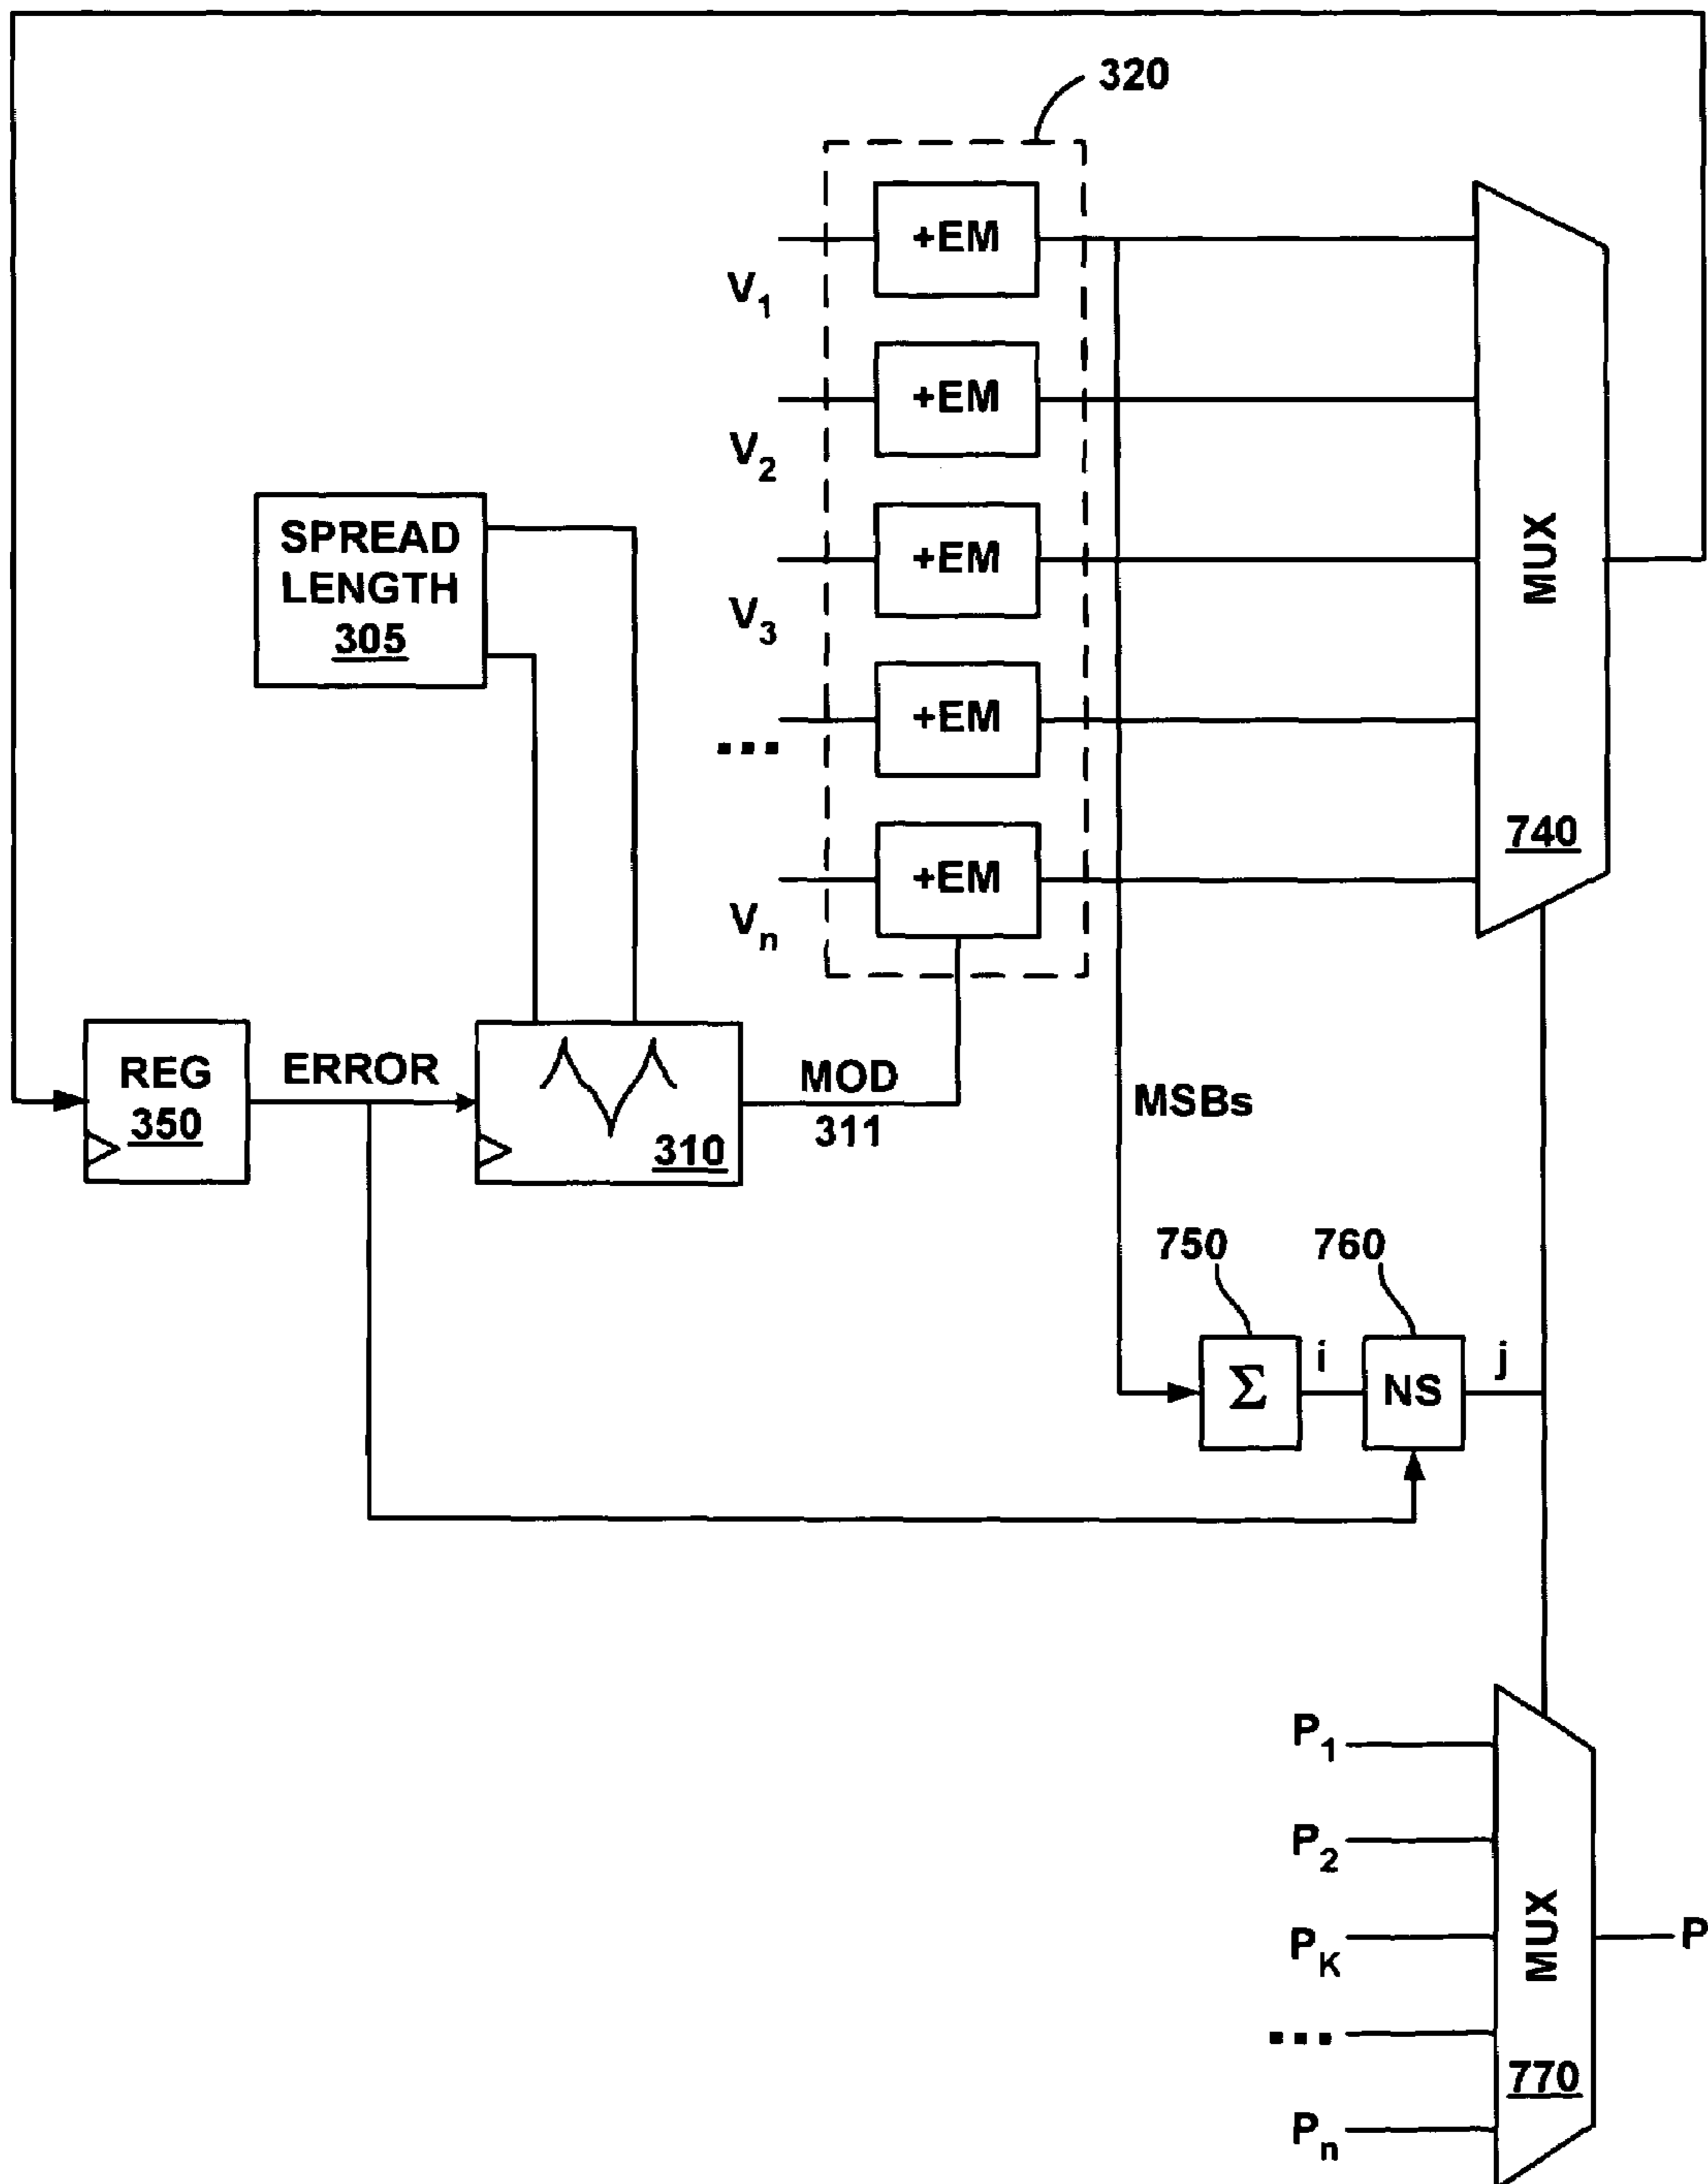 320
+EM
V1
+EM
V2
SPREAD
LENGTH
305
+EM
V3
MUX
+EM
...
740
+EM
Vn
REG
350
ERROR
310
MOD
311
MSBs
750
760
Σ
i
NS
j
P1
P2
PK
MUX
P
...
770
Pn